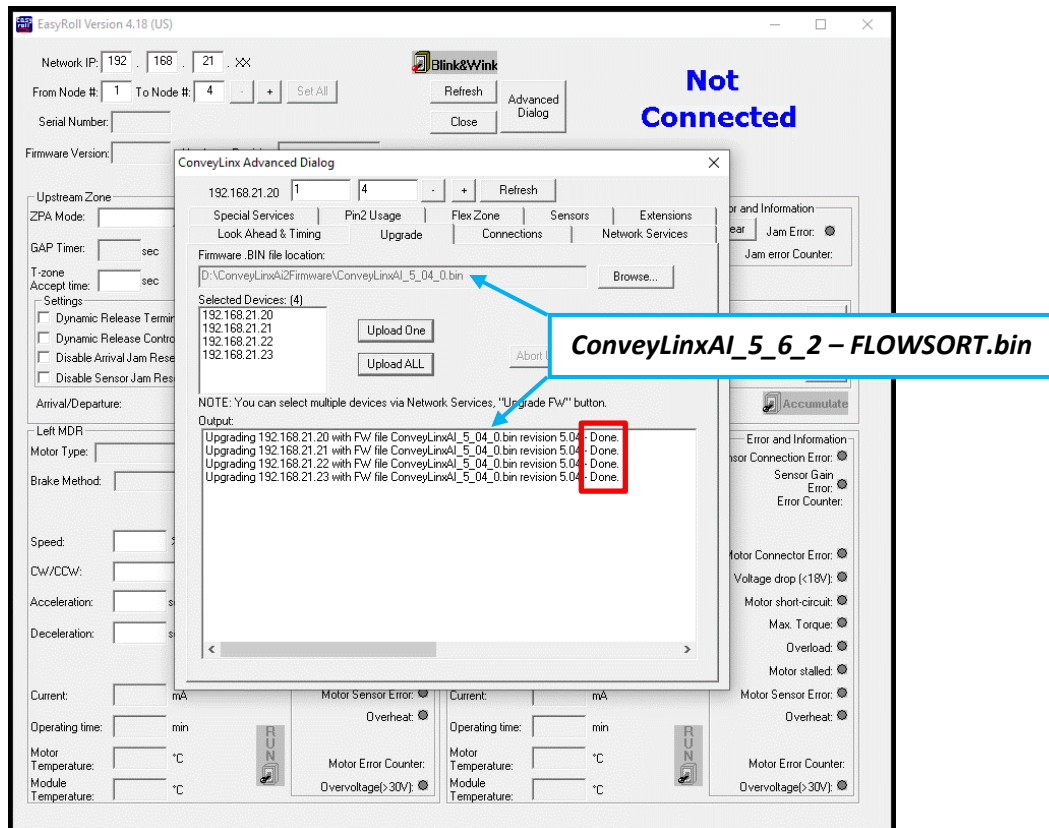 EasyRoll Version 4.18 (US)
Network IP: 192 . 168 . 21 . XX
Blink&Wink
From Node #: 1 To Node #: 4 - + Set All
Refresh
Advanced Dialog
Not Connected
Serial Number:
Close
Firmware Version:
ConveyLinx Advanced Dialog
192.168.21.20 1 4 - + Refresh
Special Services Pin2 Usage Flex Zone Sensors Extensions
Look Ahead & Timing Upgrade Connections Network Services
Firmware .BIN file location:
D:\ConveyLinxAi2Firmware\ConveyLinxAI_5_04_0.bin Browse...
Selected Devices: (4)
192.168.21.20
192.168.21.21
192.168.21.22
192.168.21.23
Upload One
Upload ALL
Abort
NOTE: You can select multiple devices via Network Services, "Upgrade FW" button.
Output:
Upgrading 192.168.21.20 with FW file ConveyLinxAI_5_04_0.bin revision 5.04 - Done.
Upgrading 192.168.21.21 with FW file ConveyLinxAI_5_04_0.bin revision 5.04 - Done.
Upgrading 192.168.21.22 with FW file ConveyLinxAI_5_04_0.bin revision 5.04 - Done.
Upgrading 192.168.21.23 with FW file ConveyLinxAI_5_04_0.bin revision 5.04 - Done.
ConveyLinxAI_5_6_2 – FLOWSORT.bin
Upstream Zone
ZPA Mode:
GAP Timer: sec
T-zone
Accept time: sec
Settings
Dynamic Release Termin
Dynamic Release Contro
Disable Arrival Jam Rese
Disable Sensor Jam Res
Arrival/Departure:
Left MDR
Motor Type:
Brake Method:
Speed:
CW/CCW:
Acceleration:
Deceleration:
Current: mA
Operating time: min
Motor
Temperature: °C
Module
Temperature: °C
RUN
Motor Sensor Error:
Overheat:
Motor Error Counter:
Overvoltage(>30V):
Current: mA
Operating time: min
Motor
Temperature: °C
Module
Temperature: °C
RUN
or and Information
ear Jam Error:
Jam error Counter:
Accumulate
Error and Information
nsor Connection Error:
Sensor Gain
Error:
Error Counter:
Motor Connector Error:
Voltage drop (<18V):
Motor short-circuit:
Max. Torque:
Overload:
Motor stalled:
Motor Sensor Error:
Overheat:
Motor Error Counter:
Overvoltage(>30V):